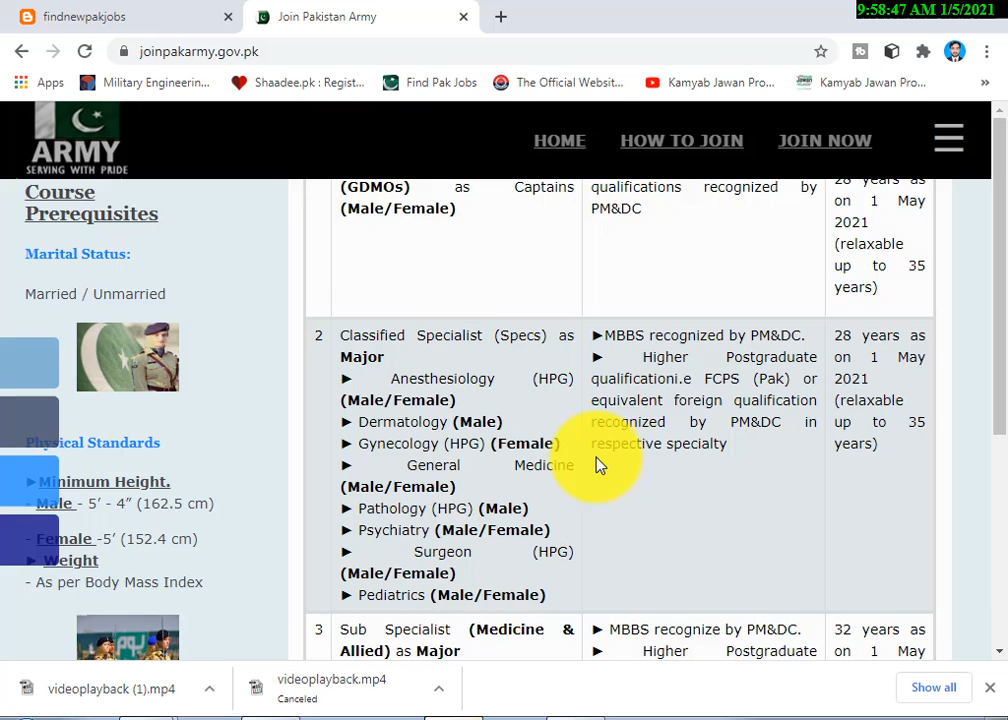 9:58:47 AM 1/5/2021
findnewpakjobs
Join Pakistan Army
joinpakarmy.gov.pk
Apps
Military Engineerin...
Shaadee.pk : Regist...
Find Pak Jobs
The Official Websit...
Kamyab Jawan Pro...
Kamyab Jawan Pro...
ARMY
SERVING WITH PRIDE
HOME
HOW TO JOIN
JOIN NOW
Course
Prerequisites
Marital Status:
Married / Unmarried
Physical Standards
►Minimum Height.
- Male - 5′ - 4″ (162.5 cm)
- Female -5′ (152.4 cm)
► Weight
- As per Body Mass Index
(GDMOs) as Captains
(Male/Female)
qualifications recognized by
PM&DC
28 years as
on 1 May
2021
(relaxable
up to 35
years)
2
Classified Specialist (Specs) as
Major
► Anesthesiology (HPG)
(Male/Female)
► Dermatology (Male)
► Gynecology (HPG) (Female)
► General Medicine
(Male/Female)
► Pathology (HPG) (Male)
► Psychiatry (Male/Female)
► Surgeon (HPG)
(Male/Female)
► Pediatrics (Male/Female)
►MBBS recognized by PM&DC.
► Higher Postgraduate
qualificationi.e FCPS (Pak) or
equivalent foreign qualification
recognized by PM&DC in
respective specialty
28 years as
on 1 May
2021
(relaxable
up to 35
years)
3
Sub Specialist (Medicine &
Allied) as Major
► MBBS recognize by PM&DC.
► Higher Postgraduate
32 years as
on 1 May
videoplayback (1).mp4
videoplayback.mp4
Canceled
Show all